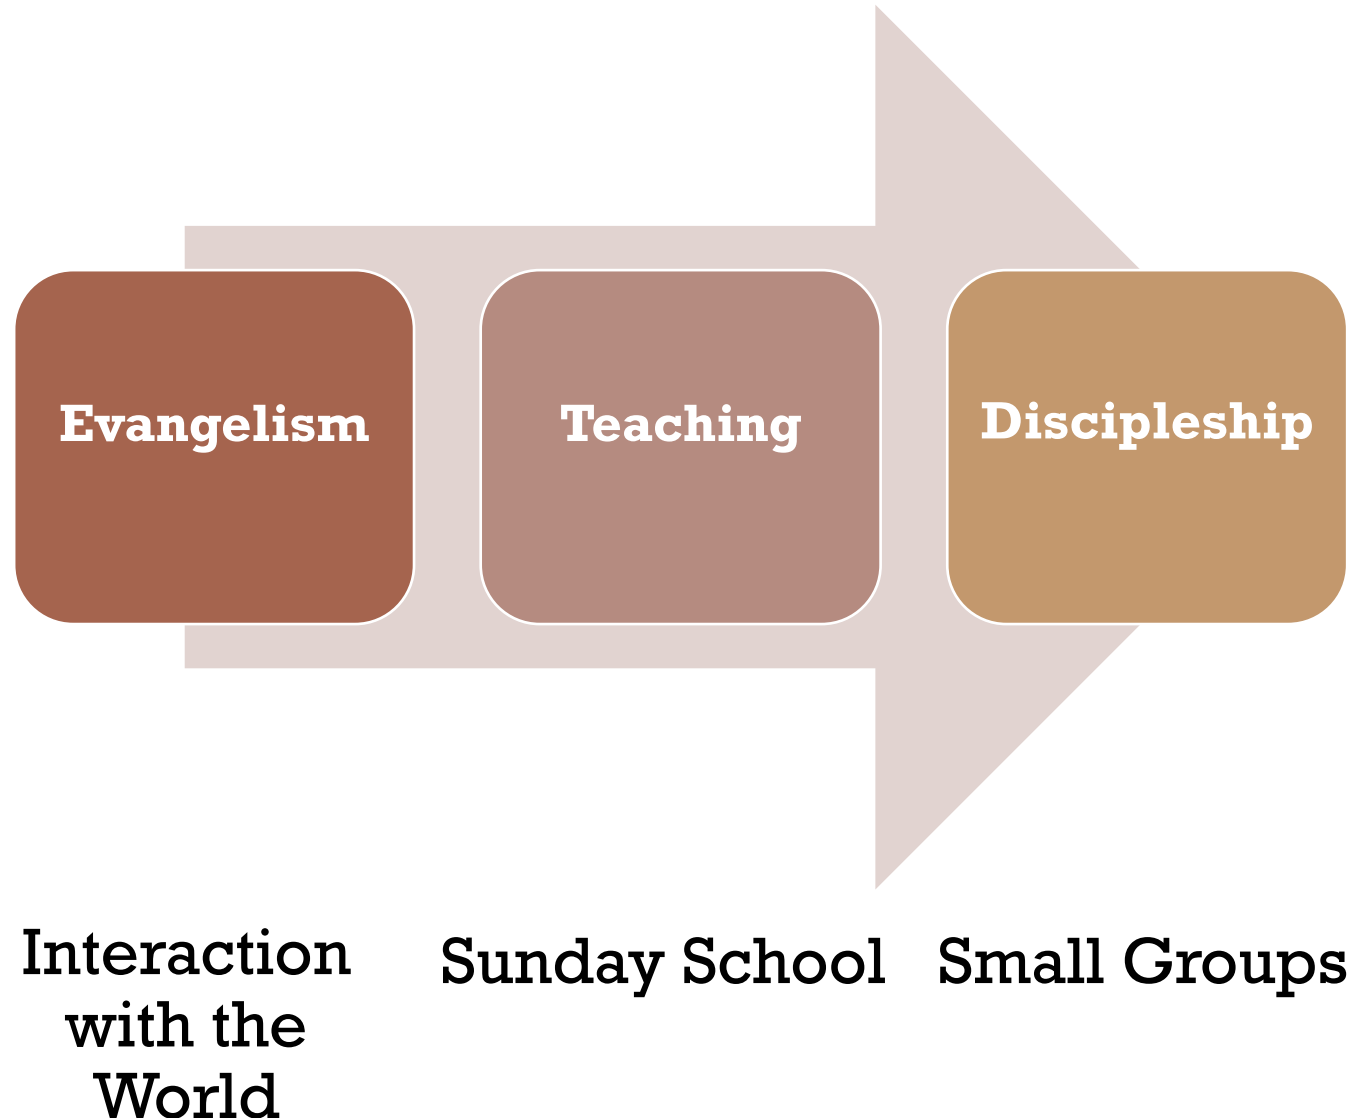 Evangelism
Teaching
Discipleship
Interaction
with the
World
Sunday School
Small Groups